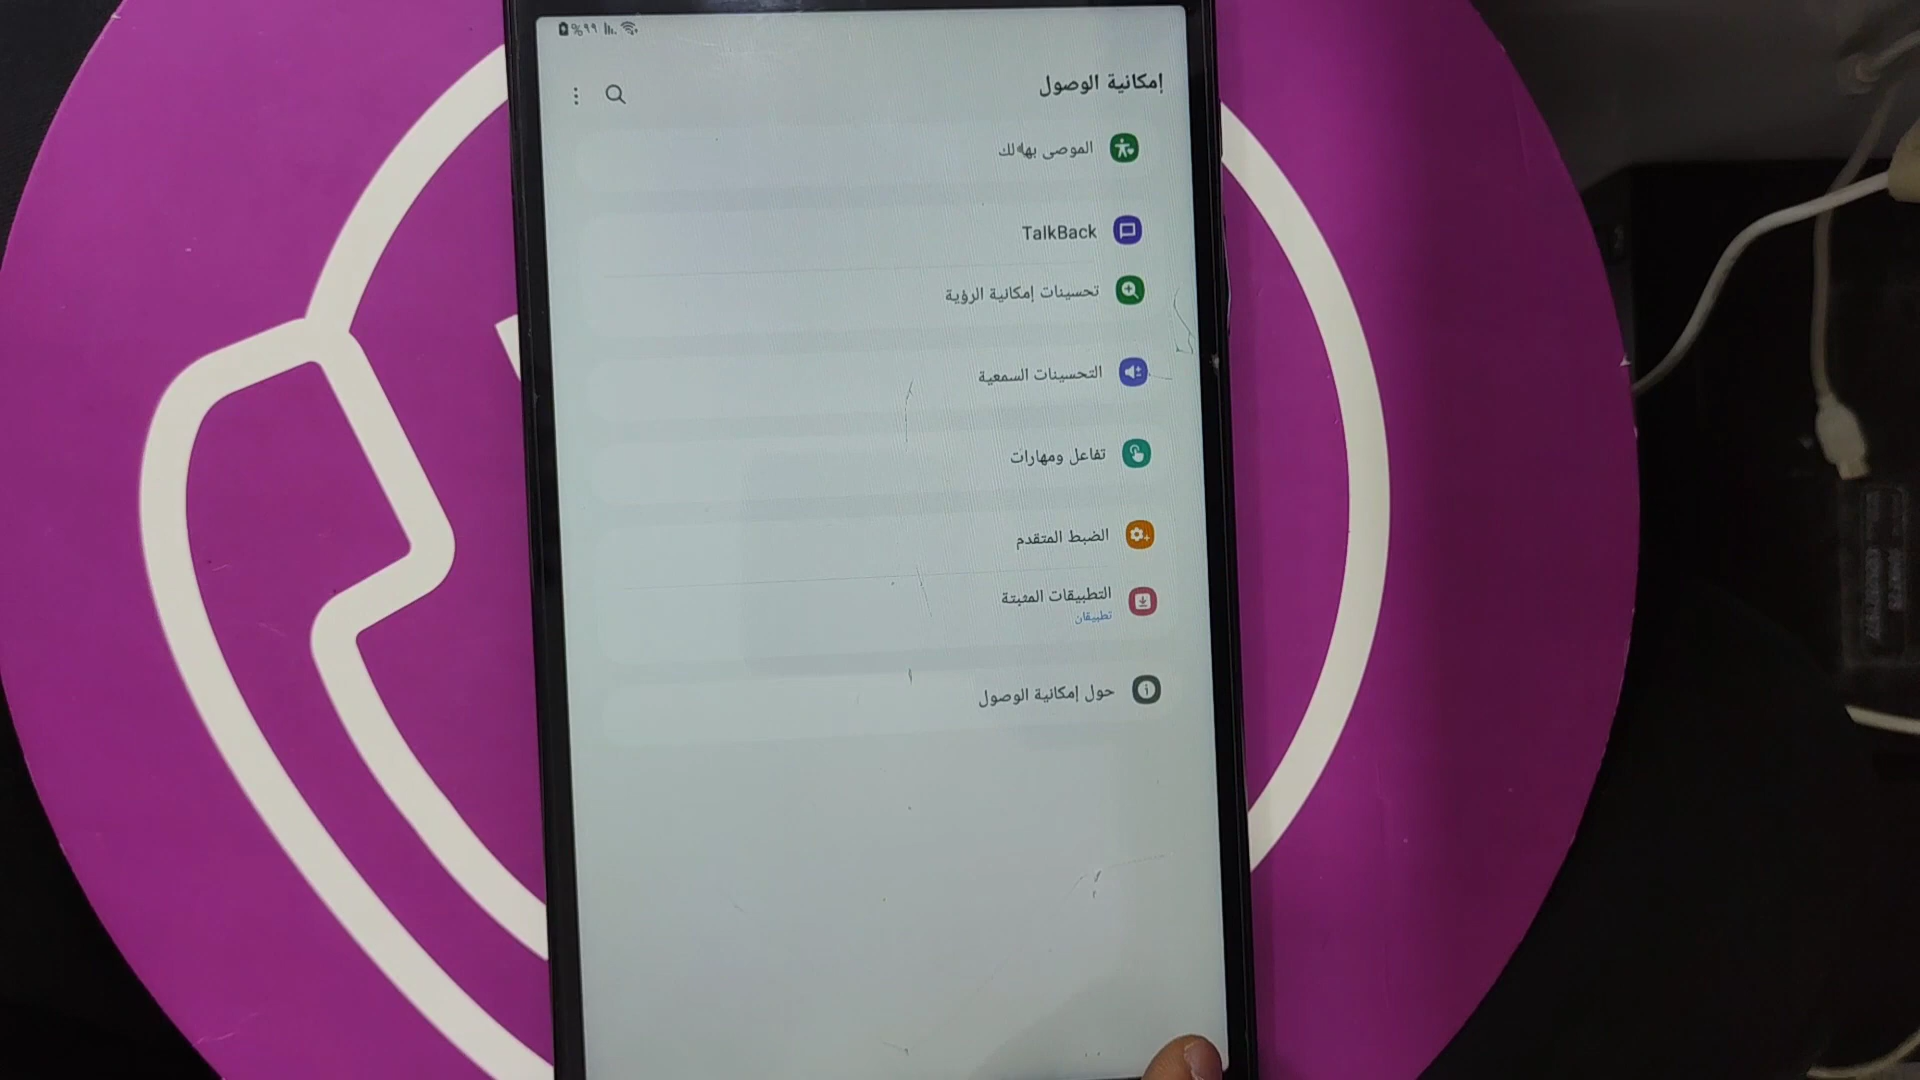 %٩٩
إمكانية الوصول
الموصى بها لك
TalkBack
تحسينات إمكانية الرؤية
التحسينات السمعية
تفاعل ومهارات
الضبط المتقدم
التطبيقات المثبتة
تطبيقان
حول إمكانية الوصول